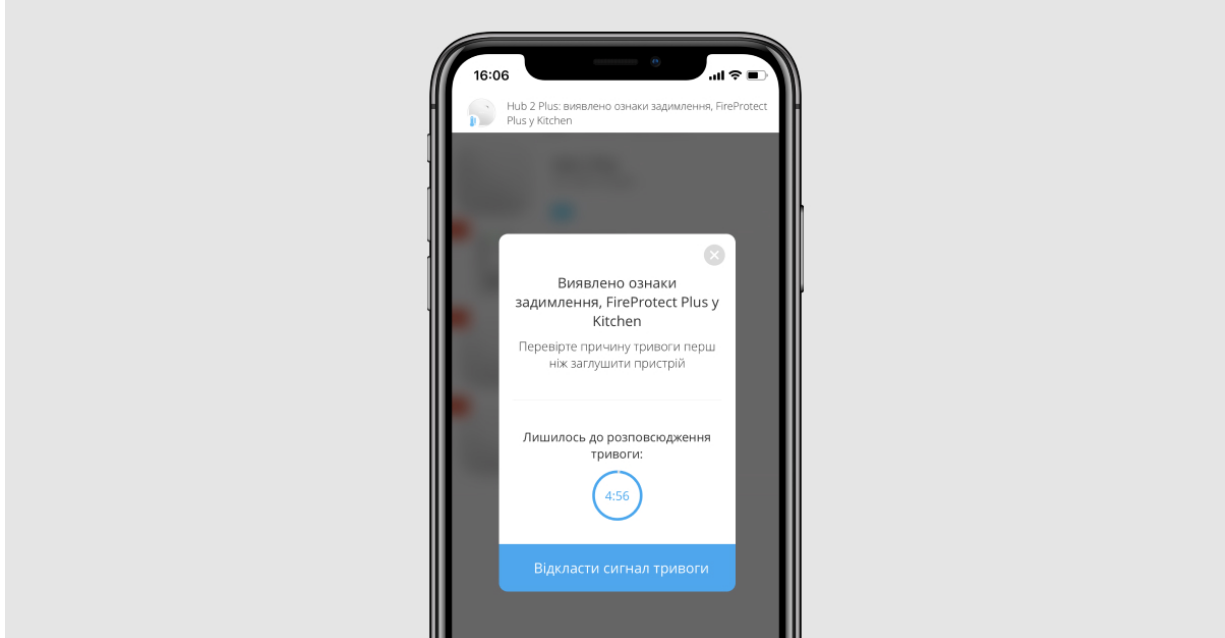 16:06
Hub 2 Plus: виявлено ознаки задимлення, FireProtect
Plus у Kitchen
Виявлено ознаки
задимлення, FireProtect Plus у
Kitchen
Перевірте причину тривоги перш
ніж заглушити пристрій
Лишилось до розповсюдження
тривоги:
4:56
Відкласти сигнал тривоги